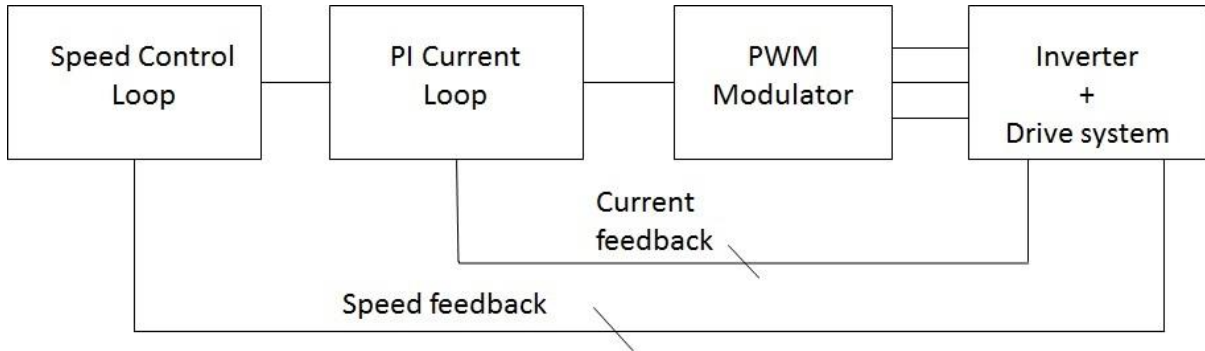 Speed Control
Loop
PI Current
Loop
PWM
Modulator
Inverter
+
Drive system
Current
feedback
Speed feedback